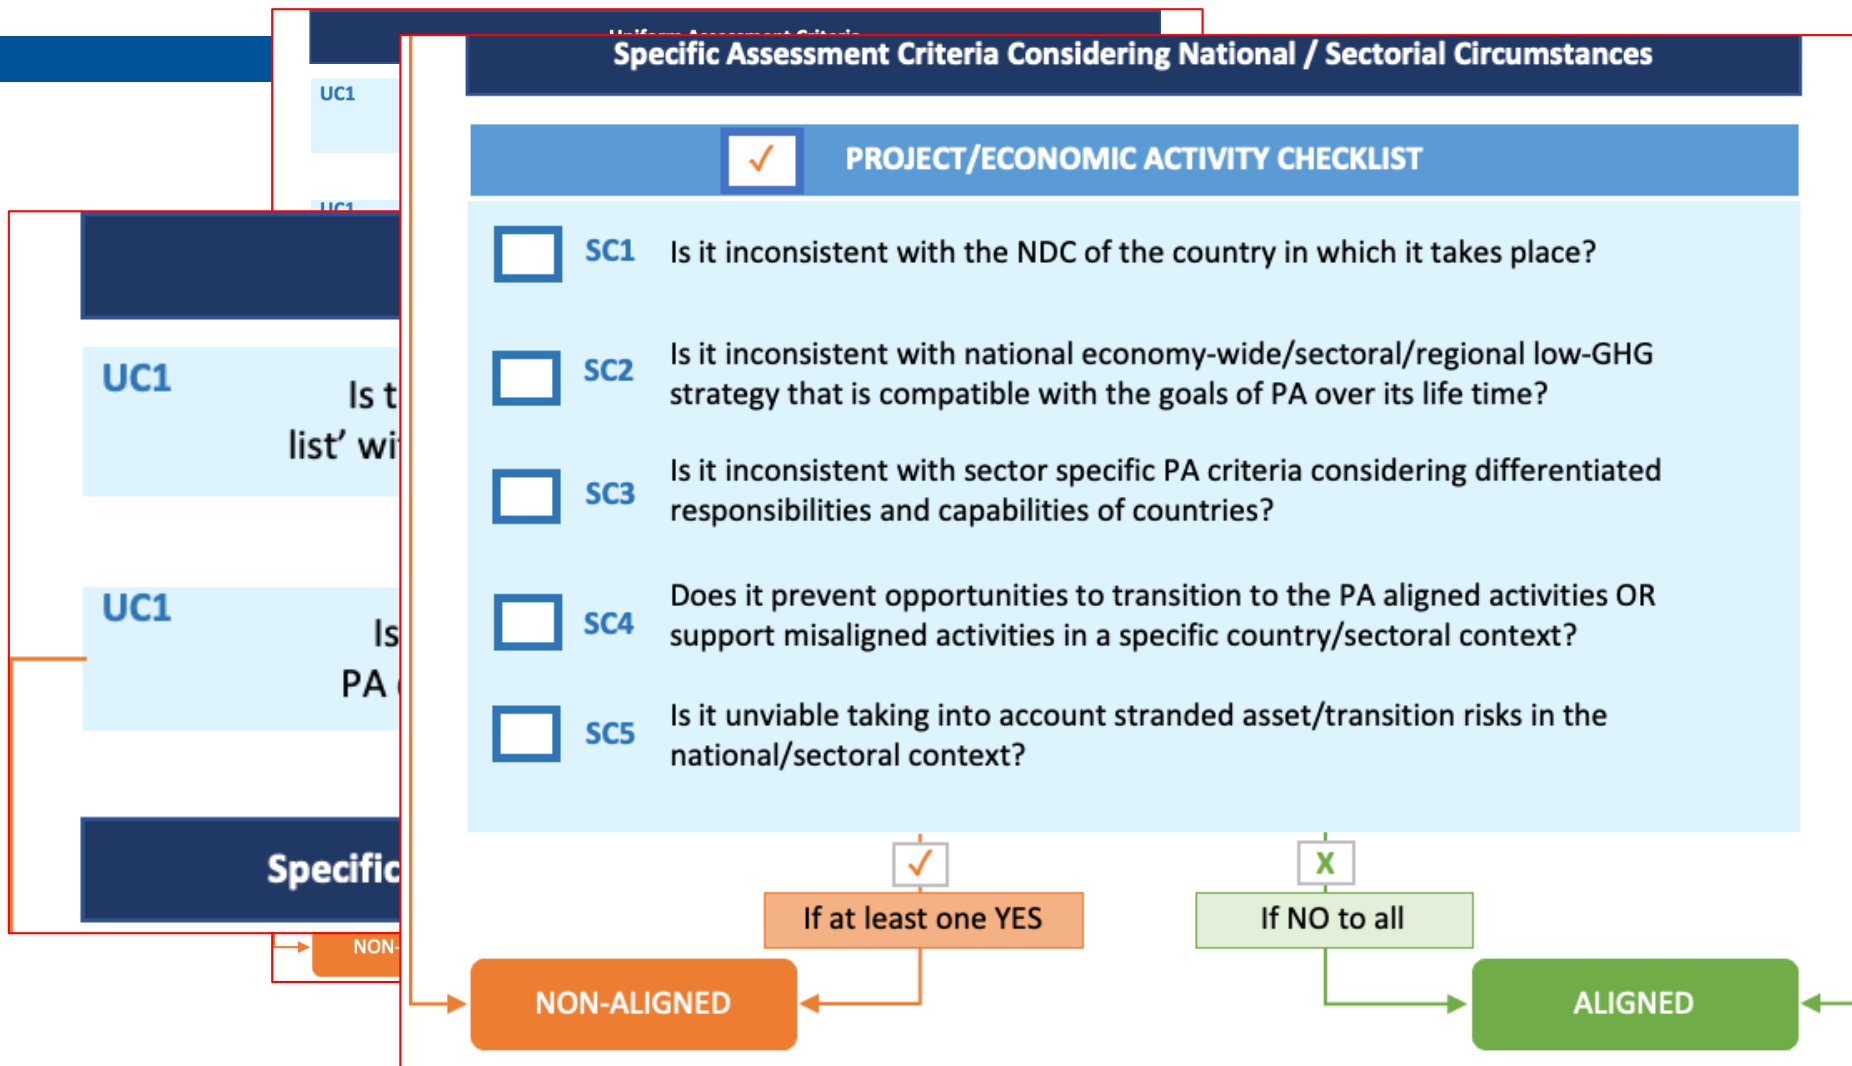 Uniform Assessment Criteria
UC1
UC1
UC1
Is t
list’ wi
UC1
Is
PA
Specific
NON-
Specific Assessment Criteria Considering National / Sectorial Circumstances
✓ PROJECT/ECONOMIC ACTIVITY CHECKLIST
SC1 Is it inconsistent with the NDC of the country in which it takes place?
SC2 Is it inconsistent with national economy-wide/sectoral/regional low-GHG
strategy that is compatible with the goals of PA over its life time?
SC3 Is it inconsistent with sector specific PA criteria considering differentiated
responsibilities and capabilities of countries?
SC4 Does it prevent opportunities to transition to the PA aligned activities OR
support misaligned activities in a specific country/sectoral context?
SC5 Is it unviable taking into account stranded asset/transition risks in the
national/sectoral context?
✓ X
If at least one YES
If NO to all
NON-ALIGNED
ALIGNED